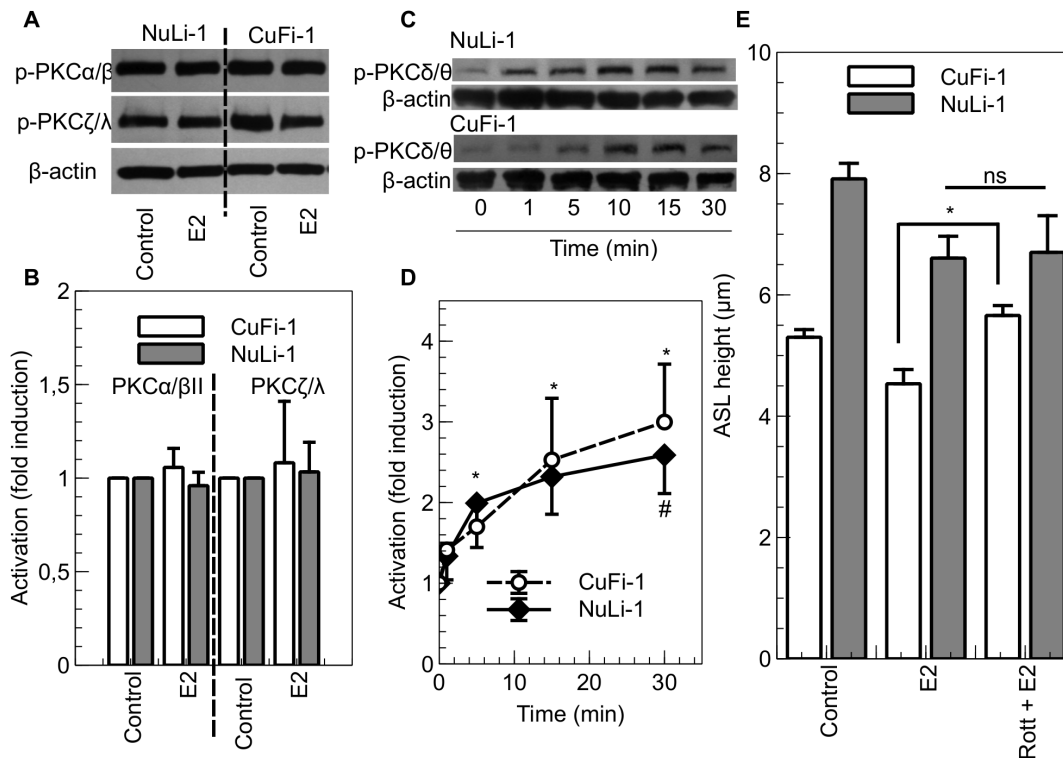 A
NuLi-1 CuFi-1
p-PKCα/β
p-PKCζ/λ
β-actin
Control E2 Control E2
B
2
1,5
1
0,5
0
Activation (fold induction)
CuFi-1
NuLi-1
PKCα/βII PKCζ/λ
Control E2 Control E2
C
NuLi-1
p-PKCδ/θ
β-actin
CuFi-1
p-PKCδ/θ
β-actin
0 1 5 10 15 30
Time (min)
D
4
3
2
1
0
Activation (fold induction)
* * *
#
CuFi-1
NuLi-1
0 10 20 30
Time (min)
E
10
8
6
4
2
0
ASL height (μm)
CuFi-1
NuLi-1
ns
*
Control E2 Rott + E2